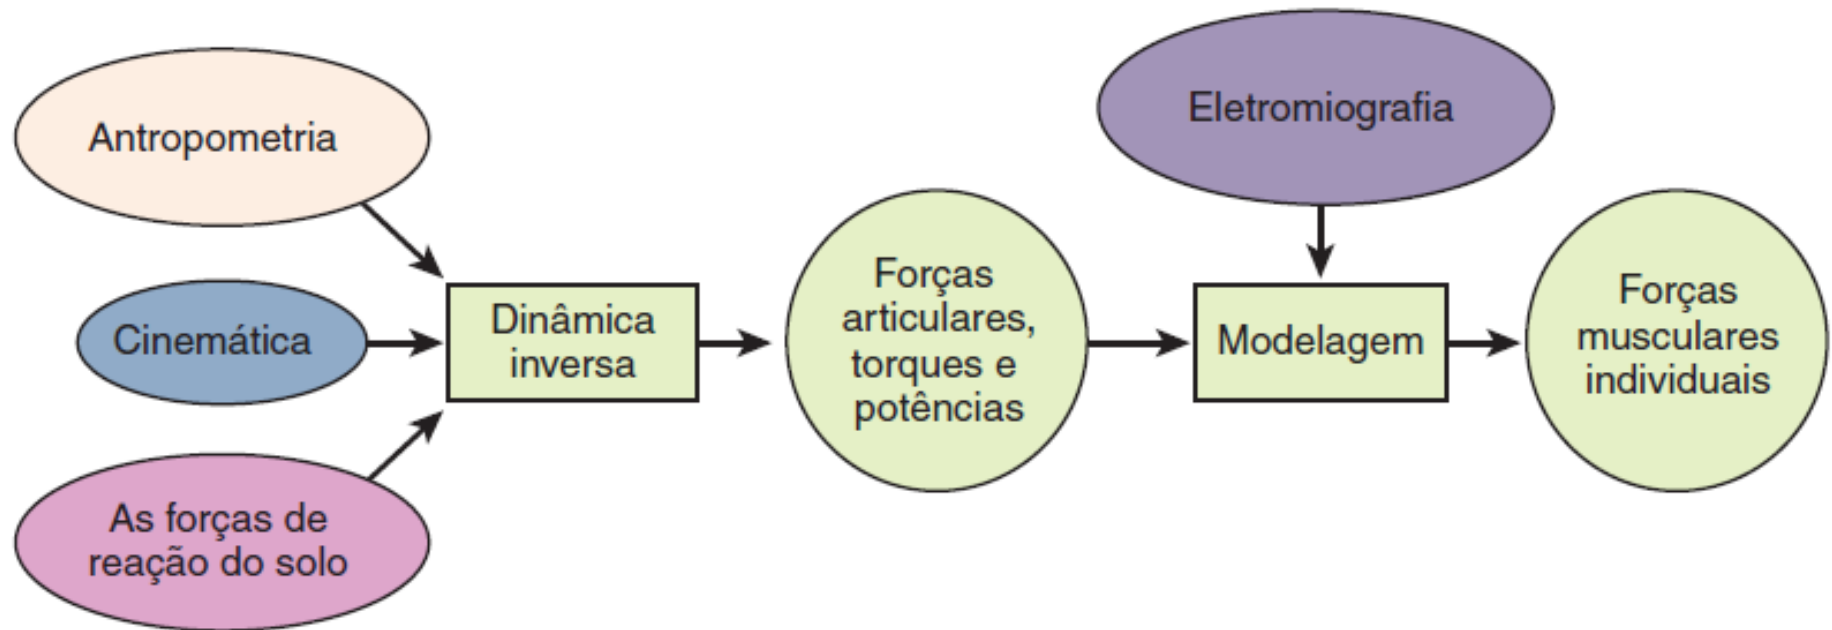 Antropometria
Cinemática
As forças de
reação do solo
Dinâmica
inversa
Forças
articulares,
torques e
potências
Eletromiografia
Modelagem
Forças
musculares
individuais